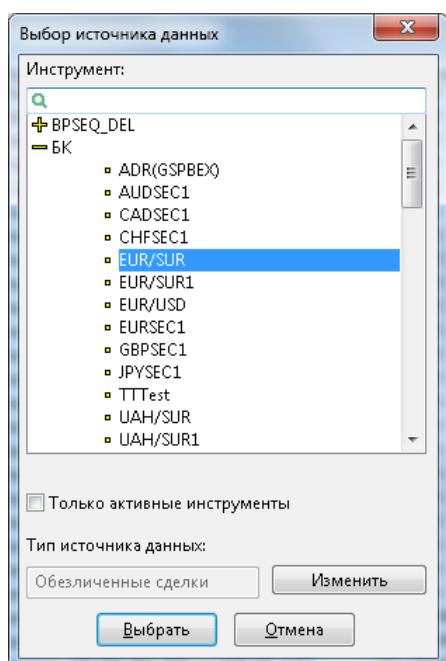 Выбор источника данных
Инструмент:
BPSEQ_DEL
БК
ADR(GSPBEX)
AUDSEC1
CADSEC1
CHFSEC1
EUR/SUR
EUR/SUR1
EUR/USD
EURSEC1
GBPSEC1
JPYSEC1
TTTest
UAH/SUR
UAH/SUR1
Только активные инструменты
Тип источника данных:
Обезличенные сделки Изменить
Выбрать Отмена